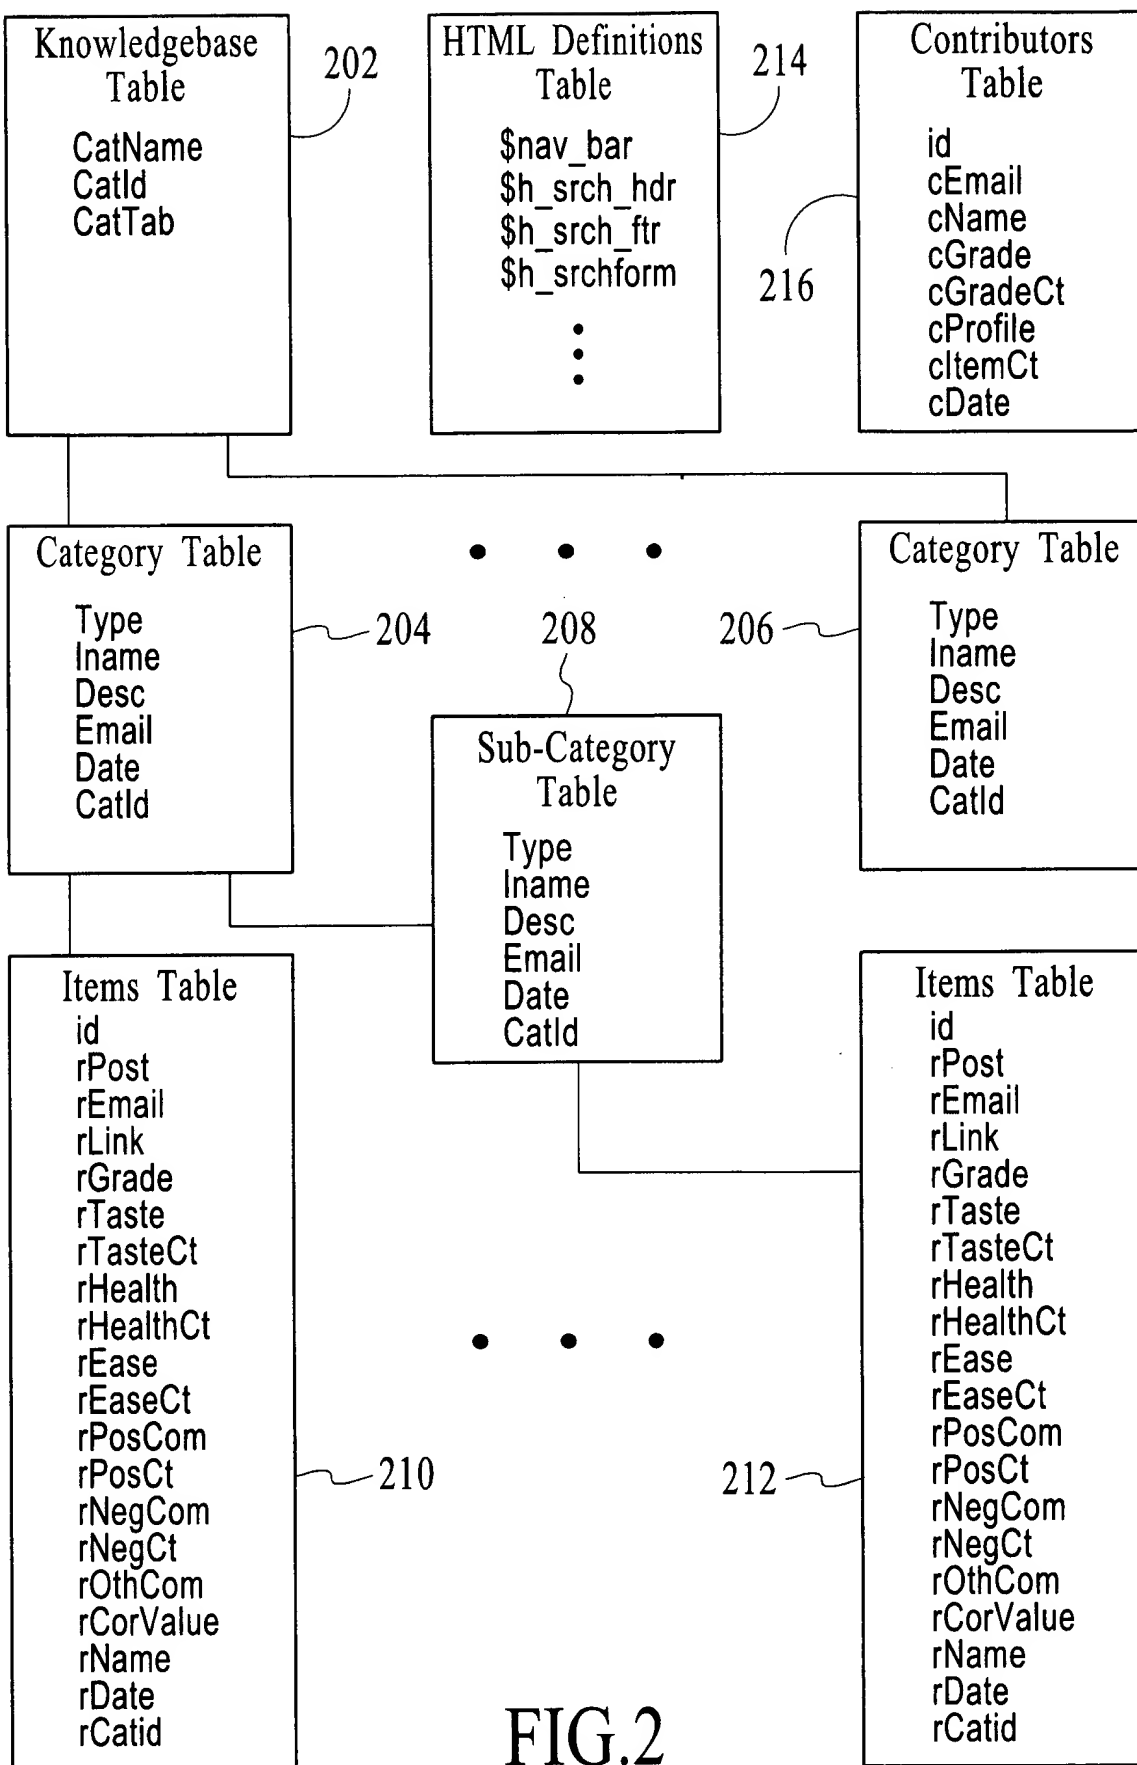 Knowledgebase
Table
CatName
CatId
CatTab
202
HTML Definitions
Table
$nav_bar
$h_srch_hdr
$h_srch_ftr
$h_srchform
214
Contributors
Table
id
cEmail
cName
cGrade
cGradeCt
cProfile
cItemCt
cDate
216
Category Table
Type
Iname
Desc
Email
Date
CatId
204
208
Sub-Category
Table
Type
Iname
Desc
Email
Date
CatId
206
Category Table
Type
Iname
Desc
Email
Date
CatId
Items Table
id
rPost
rEmail
rLink
rGrade
rTaste
rTasteCt
rHealth
rHealthCt
rEase
rEaseCt
rPosCom
rPosCt
rNegCom
rNegCt
rOthCom
rCorValue
rName
rDate
rCatid
210
212
Items Table
id
rPost
rEmail
rLink
rGrade
rTaste
rTasteCt
rHealth
rHealthCt
rEase
rEaseCt
rPosCom
rPosCt
rNegCom
rNegCt
rOthCom
rCorValue
rName
rDate
rCatid
FIG.2